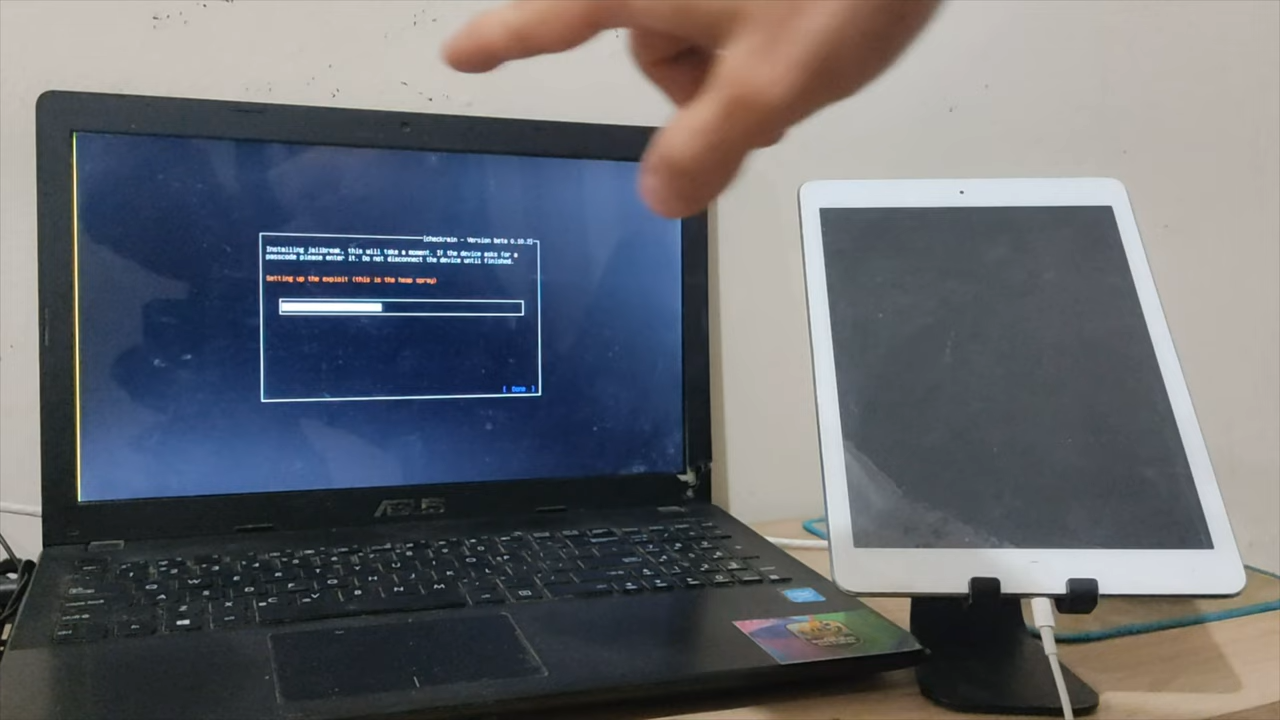 [checkra1n - Version beta 0.10.2]
Installing jailbreak, this will take a moment. If the device asks for a
passcode please enter it. Do not disconnect the device until finished.
Setting up the exploit (this is the heap spray)
[ Done ]
ASUS